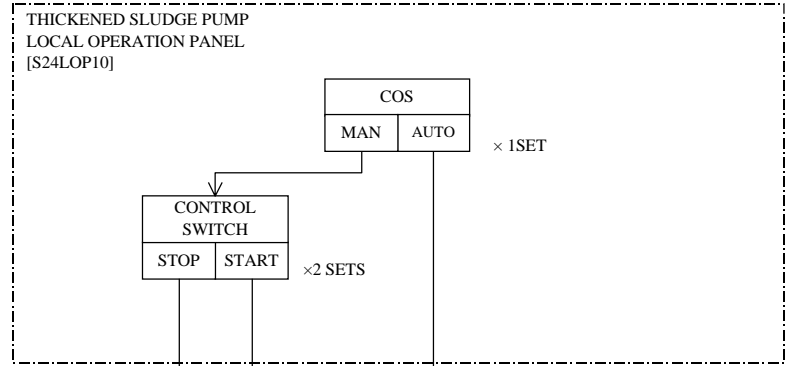 THICKENED SLUDGE PUMP
LOCAL OPERATION PANEL
[S24LOP10]
COS
MAN AUTO
× 1SET
CONTROL
SWITCH
STOP START
×2 SETS